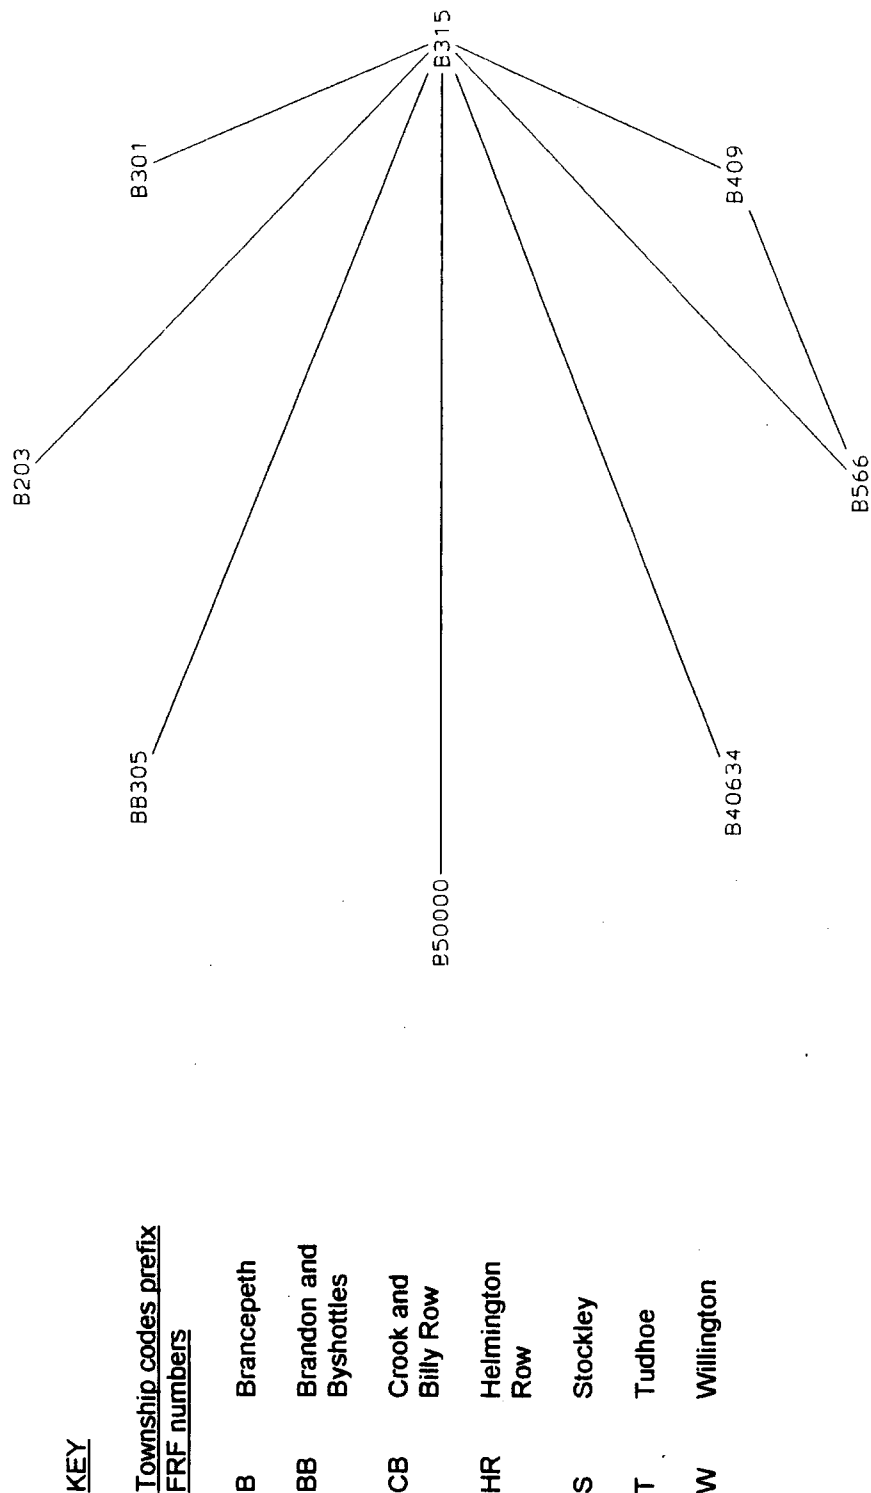 B315
B301
B409
B203
B566
BB305
B40634
B50000
KEY
Township codes prefix
FRF numbers
B Brancepeth
BB Brandon and
Byshottles
CB Crook and
Billy Row
HR Helmington
Row
S Stockley
T Tudhoe
W Willington